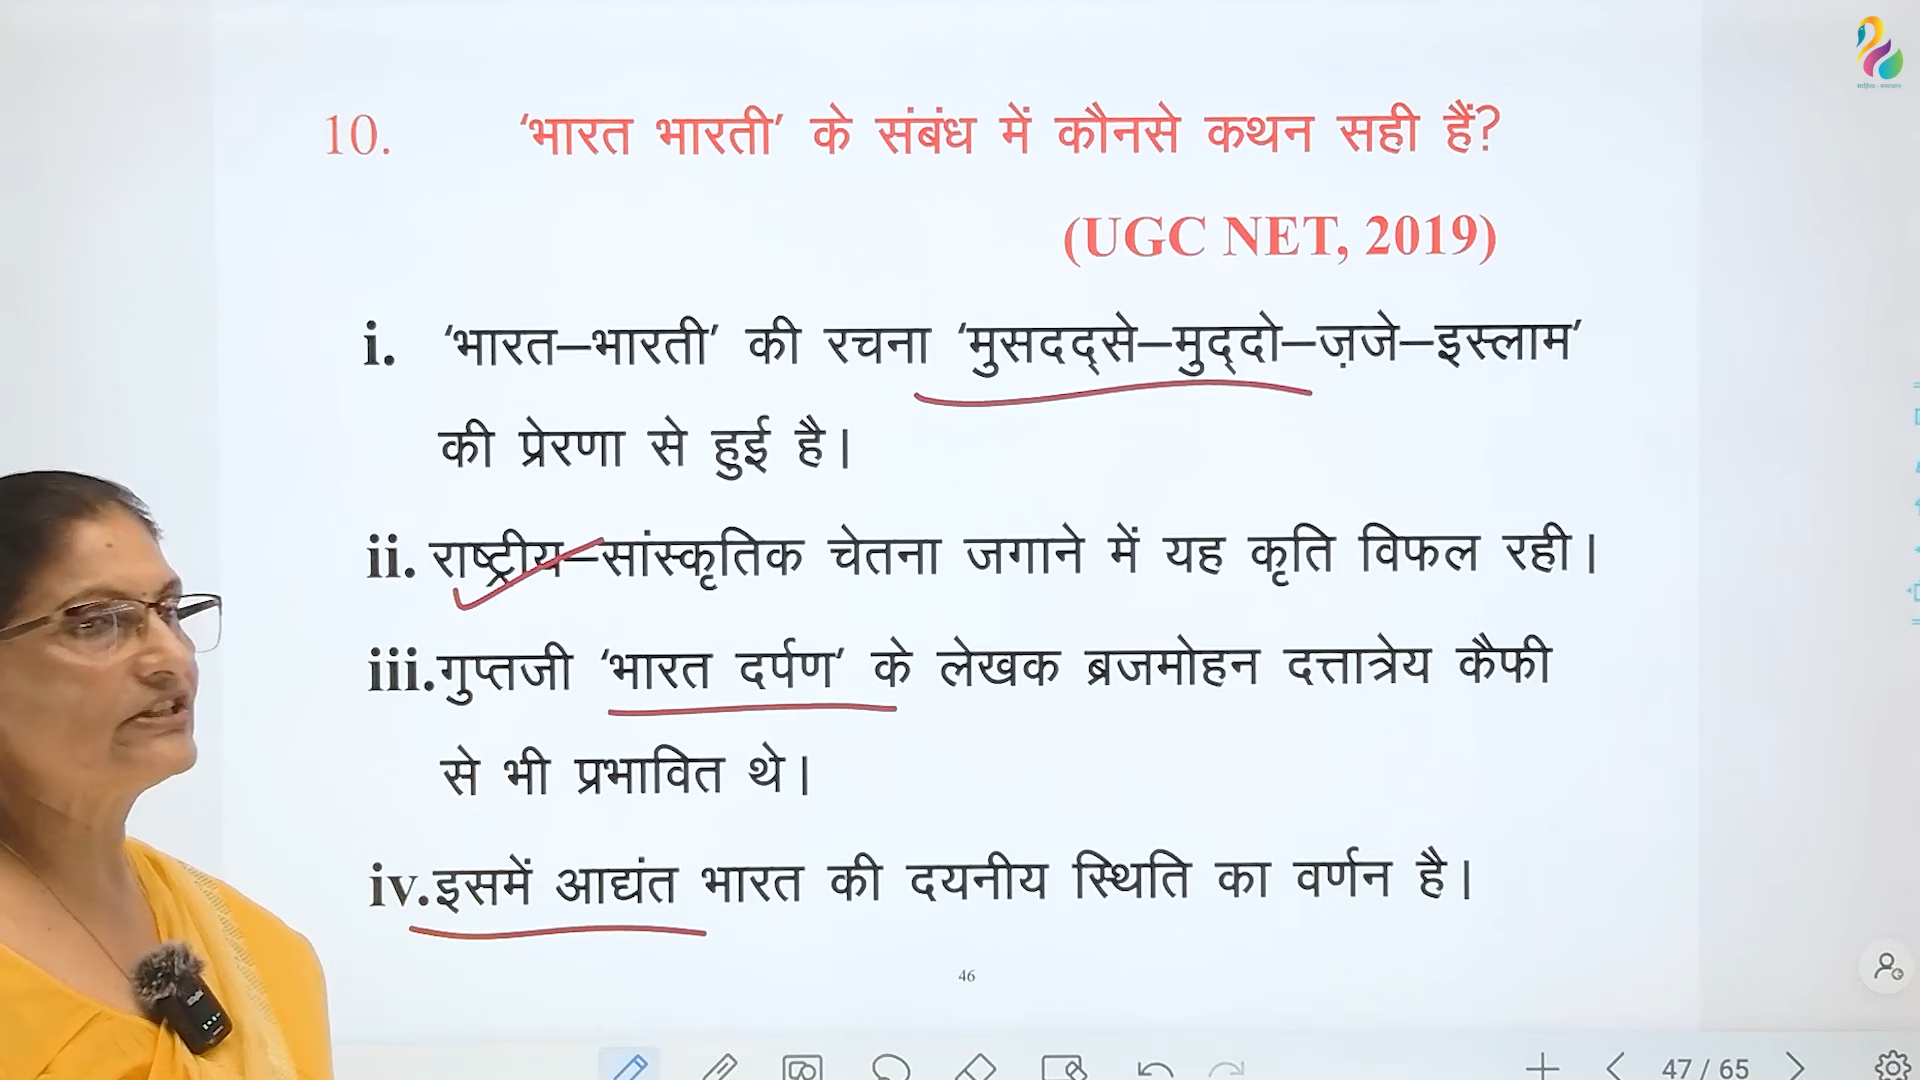 10. ‘भारत भारती’ के संबंध में कौनसे कथन सही हैं?
(UGC NET, 2019)
i. ‘भारत–भारती’ की रचना ‘मुसदद्से–मुद्दो–ज़जे–इस्लाम’
की प्रेरणा से हुई है।
ii. राष्ट्रीय–सांस्कृतिक चेतना जगाने में यह कृति विफल रही।
iii. गुप्तजी ‘भारत दर्पण’ के लेखक ब्रजमोहन दत्तात्रेय कैफी
से भी प्रभावित थे।
iv. इसमें आद्यंत भारत की दयनीय स्थिति का वर्णन है।
46
47 / 65